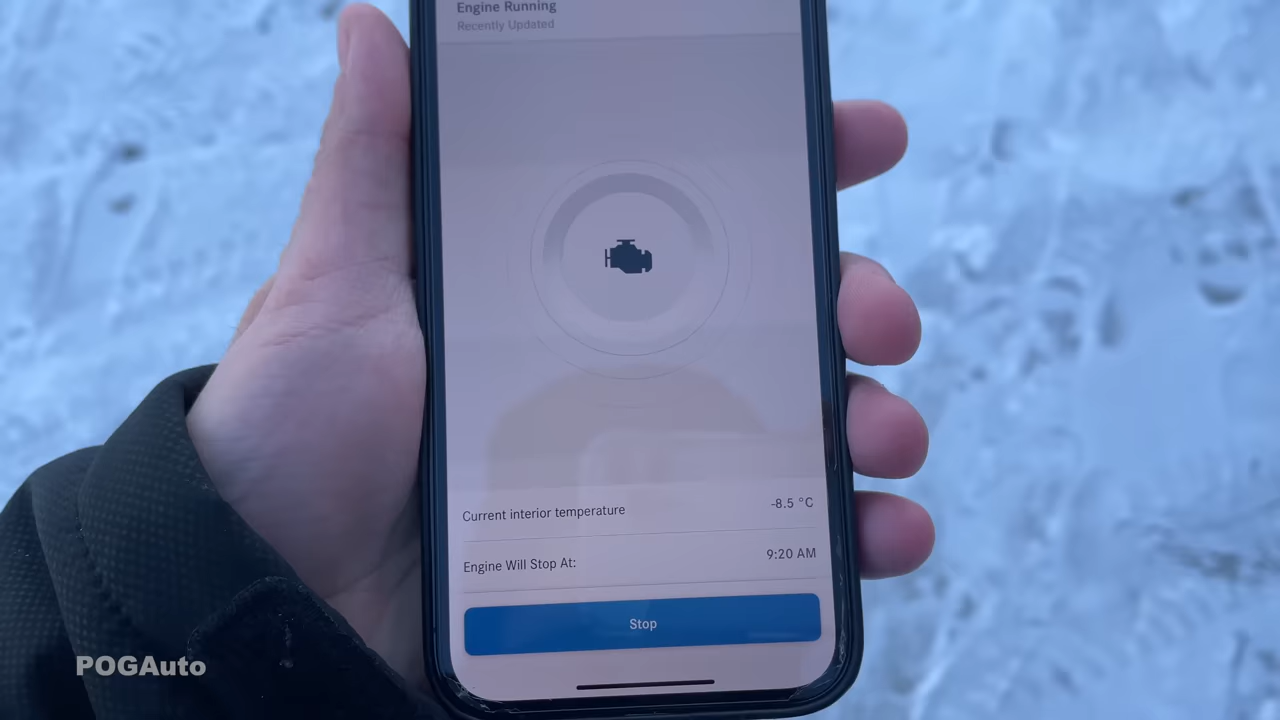 Engine Running
Recently Updated
Current interior temperature -8.5 °C
Engine Will Stop At: 9:20 AM
Stop
POGAuto